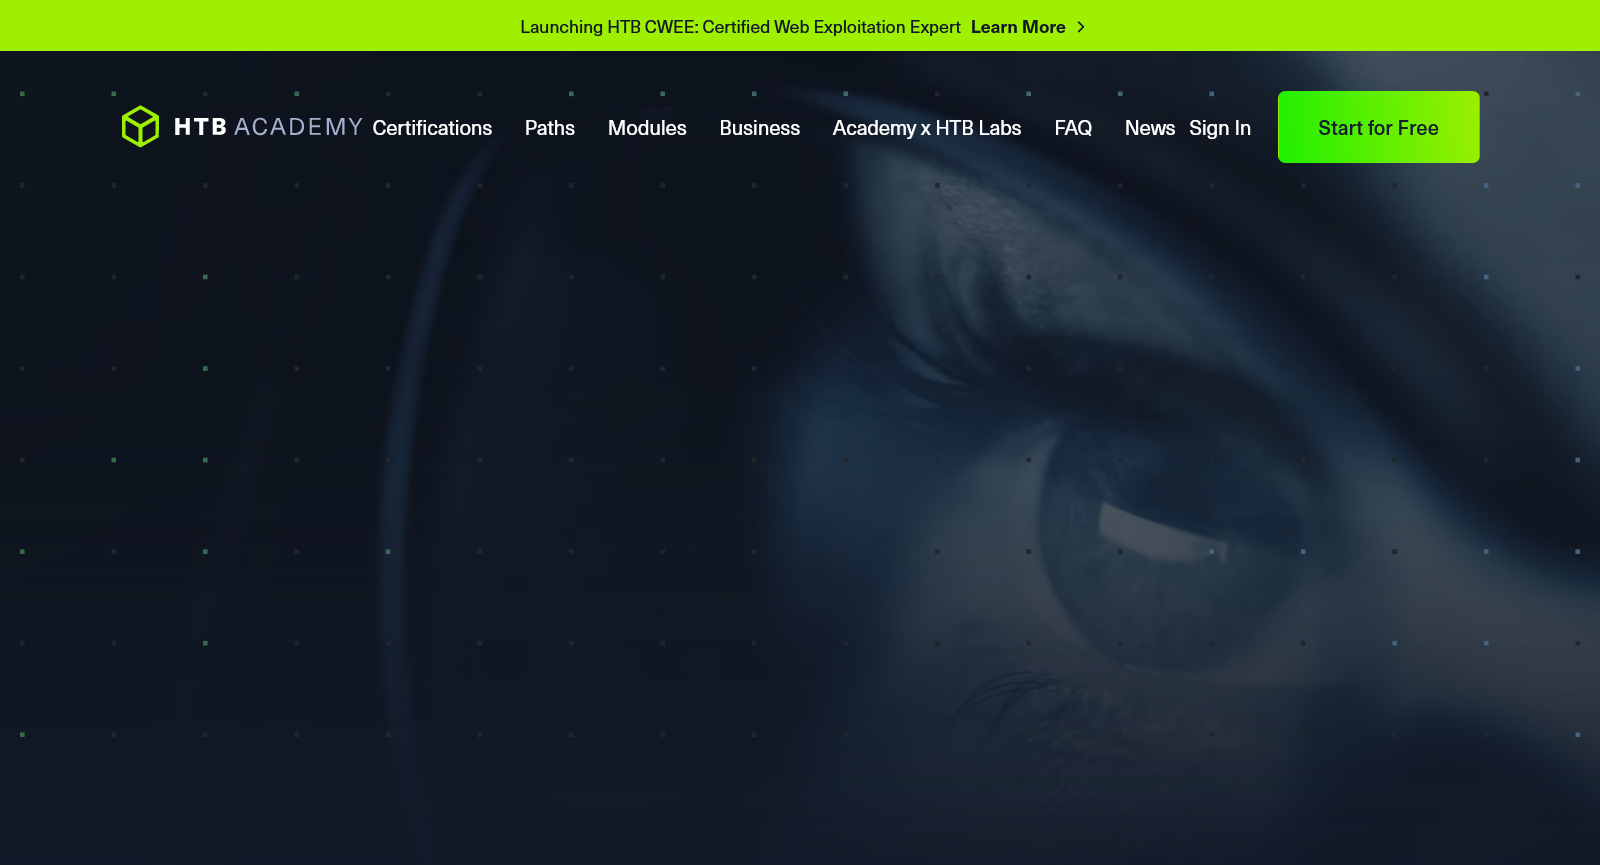 Launching HTB CWEE: Certified Web Exploitation Expert Learn More
HTB ACADEMY Certifications Paths Modules Business Academy x HTB Labs FAQ News Sign In Start for Free